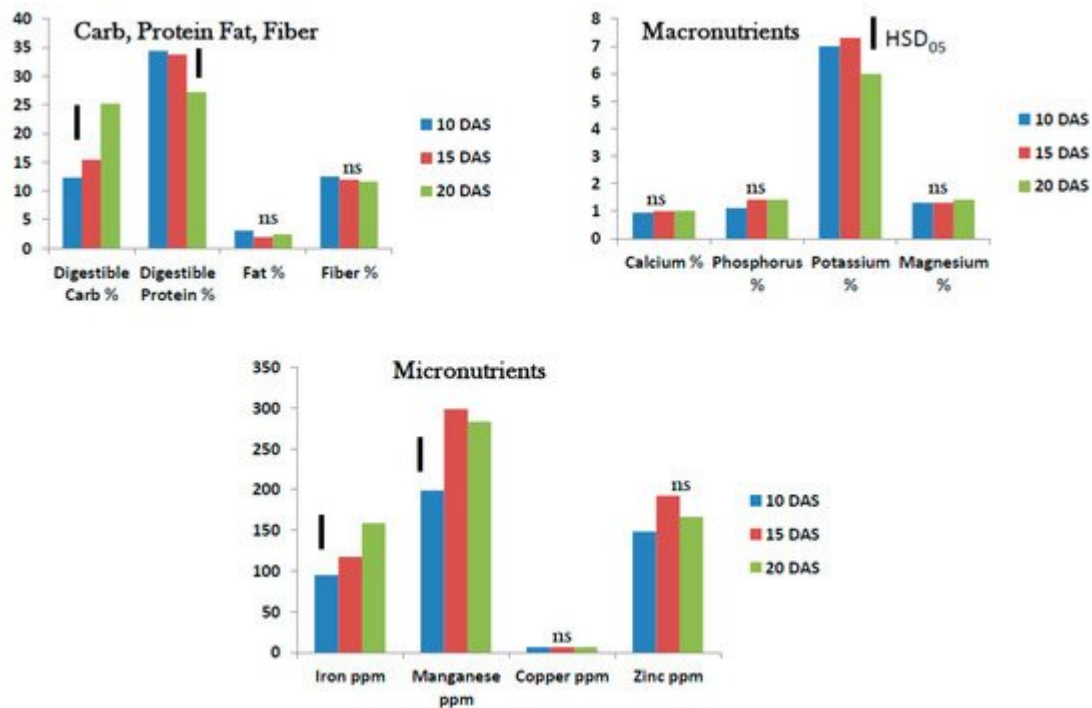 Carb, Protein Fat, Fiber
40
35
30
25
20
15
10
5
0
ns
ns
Digestible Carb %
Digestible Protein %
Fat %
Fiber %
10 DAS
15 DAS
20 DAS
Macronutrients
HSD05
8
7
6
5
4
3
2
1
0
ns
ns
ns
Calcium %
Phosphorus %
Potassium %
Magnesium %
10 DAS
15 DAS
20 DAS
Micronutrients
350
300
250
200
150
100
50
0
ns
ns
Iron ppm
Manganese ppm
Copper ppm
Zinc ppm
10 DAS
15 DAS
20 DAS